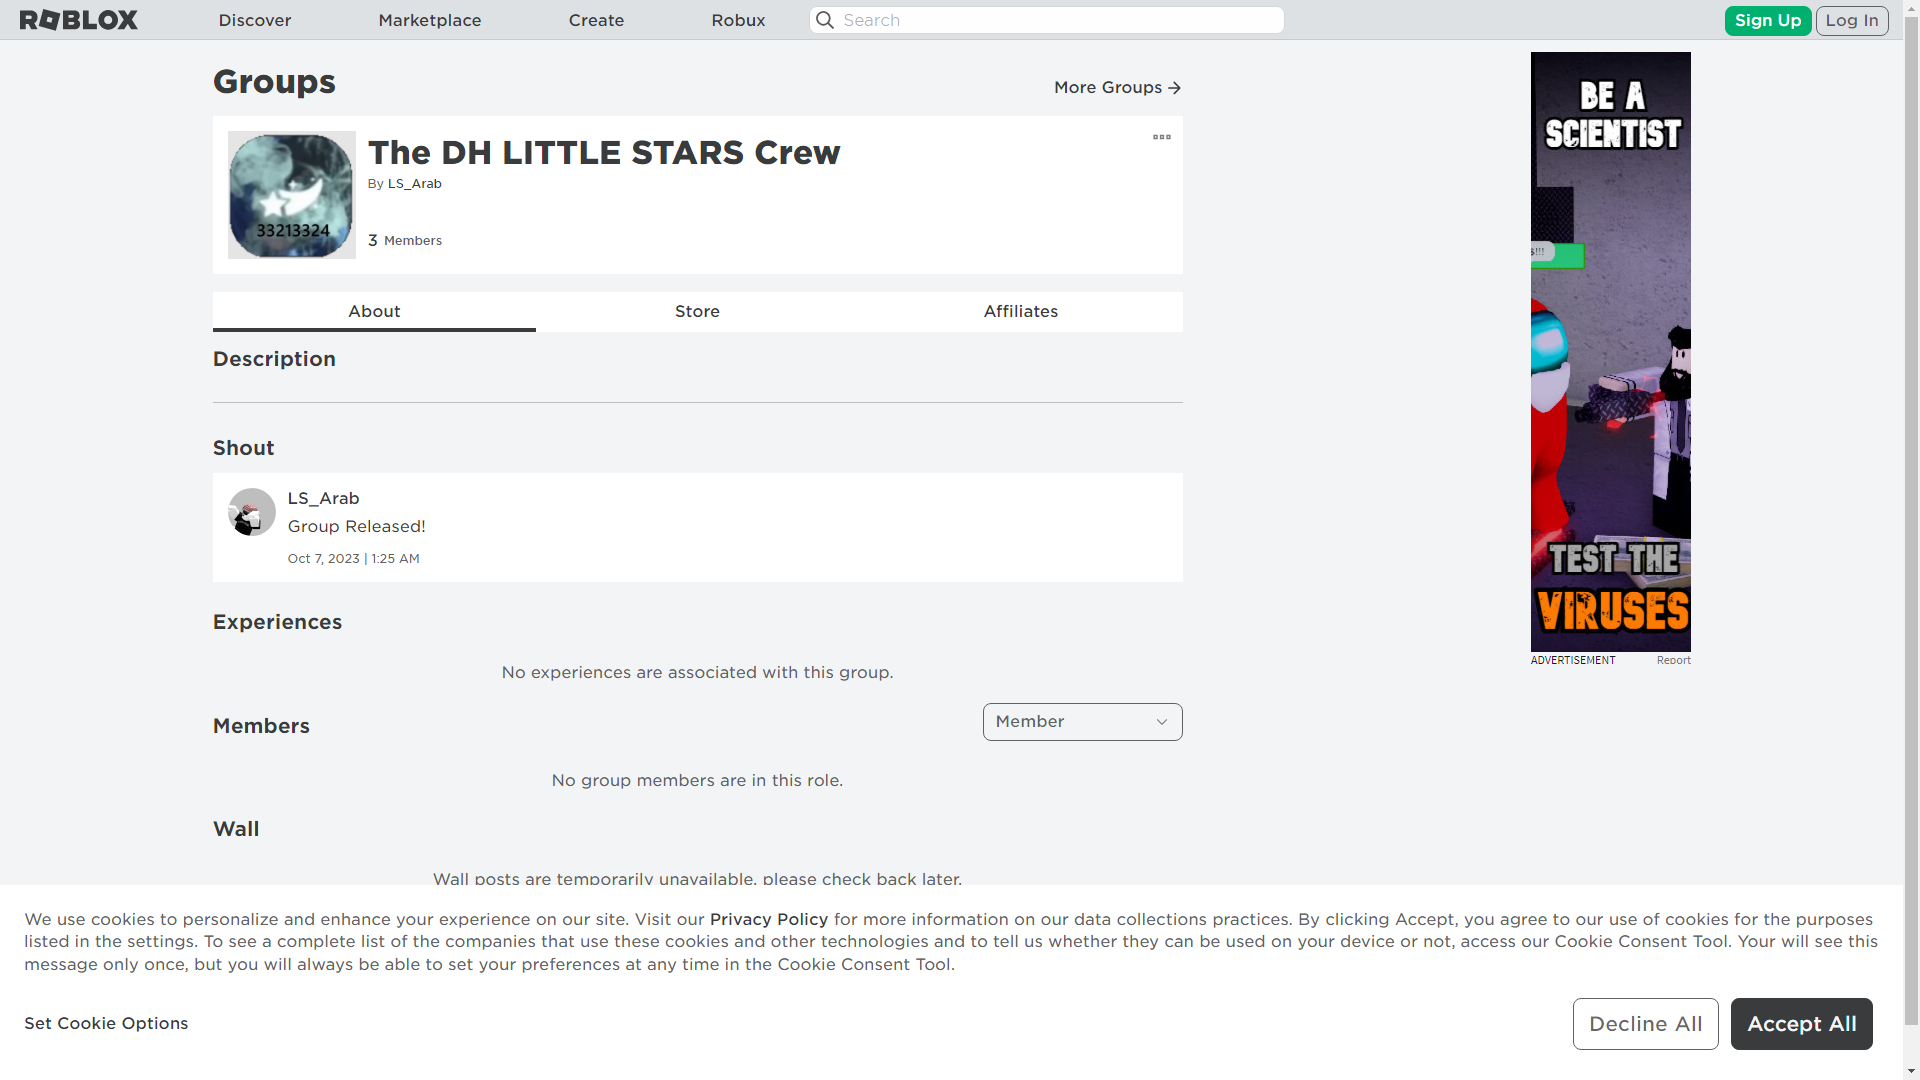 ROBLOX
Discover
Marketplace
Create
Robux
Search
Sign Up
Log In
Groups
More Groups
The DH LITTLE STARS Crew
By LS_Arab
33213324
3 Members
About
Store
Affiliates
Description
Shout
LS_Arab
Group Released!
Oct 7, 2023 | 1:25 AM
Experiences
No experiences are associated with this group.
Members
Member
No group members are in this role.
Wall
Wall posts are temporarily unavailable, please check back later.
BE A
SCIENTIST
TEST THE
VIRUSES
ADVERTISEMENT
Report
We use cookies to personalize and enhance your experience on our site. Visit our Privacy Policy for more information on our data collections practices. By clicking Accept, you agree to our use of cookies for the purposes
listed in the settings. To see a complete list of the companies that use these cookies and other technologies and to tell us whether they can be used on your device or not, access our Cookie Consent Tool. Your will see this
message only once, but you will always be able to set your preferences at any time in the Cookie Consent Tool.
Set Cookie Options
Decline All
Accept All